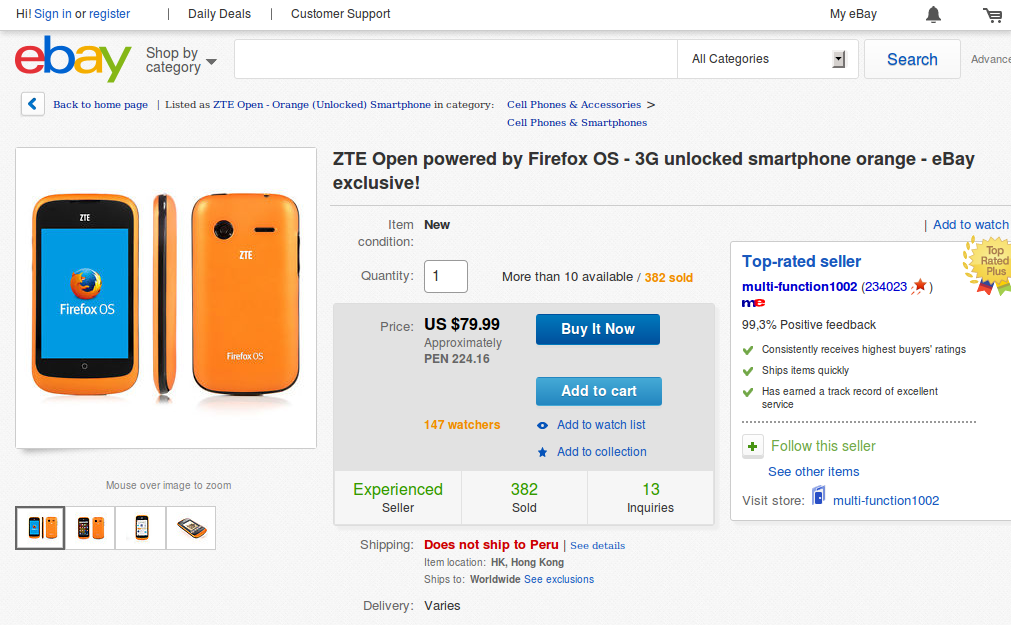 Hi! Sign in or register | Daily Deals | Customer Support My eBay
ebay
Shop by
category
All Categories
Search
Advance
Back to home page | Listed as ZTE Open - Orange (Unlocked) Smartphone in category: Cell Phones & Accessories >
Cell Phones & Smartphones
ZTE
Firefox OS
ZTE
Firefox OS
Mouse over image to zoom
ZTE Open powered by Firefox OS - 3G unlocked smartphone orange - eBay
exclusive!
Item
condition:
New
Quantity: 1 More than 10 available / 382 sold
Price: US $79.99
Approximately
PEN 224.16
Buy It Now
Add to cart
147 watchers
Add to watch list
Add to collection
Experienced
Seller
382
Sold
13
Inquiries
Shipping: Does not ship to Peru | See details
Item location: HK, Hong Kong
Ships to: Worldwide See exclusions
Delivery: Varies
| Add to watch
Top-rated seller
Top
Rated
Plus
multi-function1002 (234023 )
me
99,3% Positive feedback
Consistently receives highest buyers' ratings
Ships items quickly
Has earned a track record of excellent
service
Follow this seller
See other items
Visit store: multi-function1002